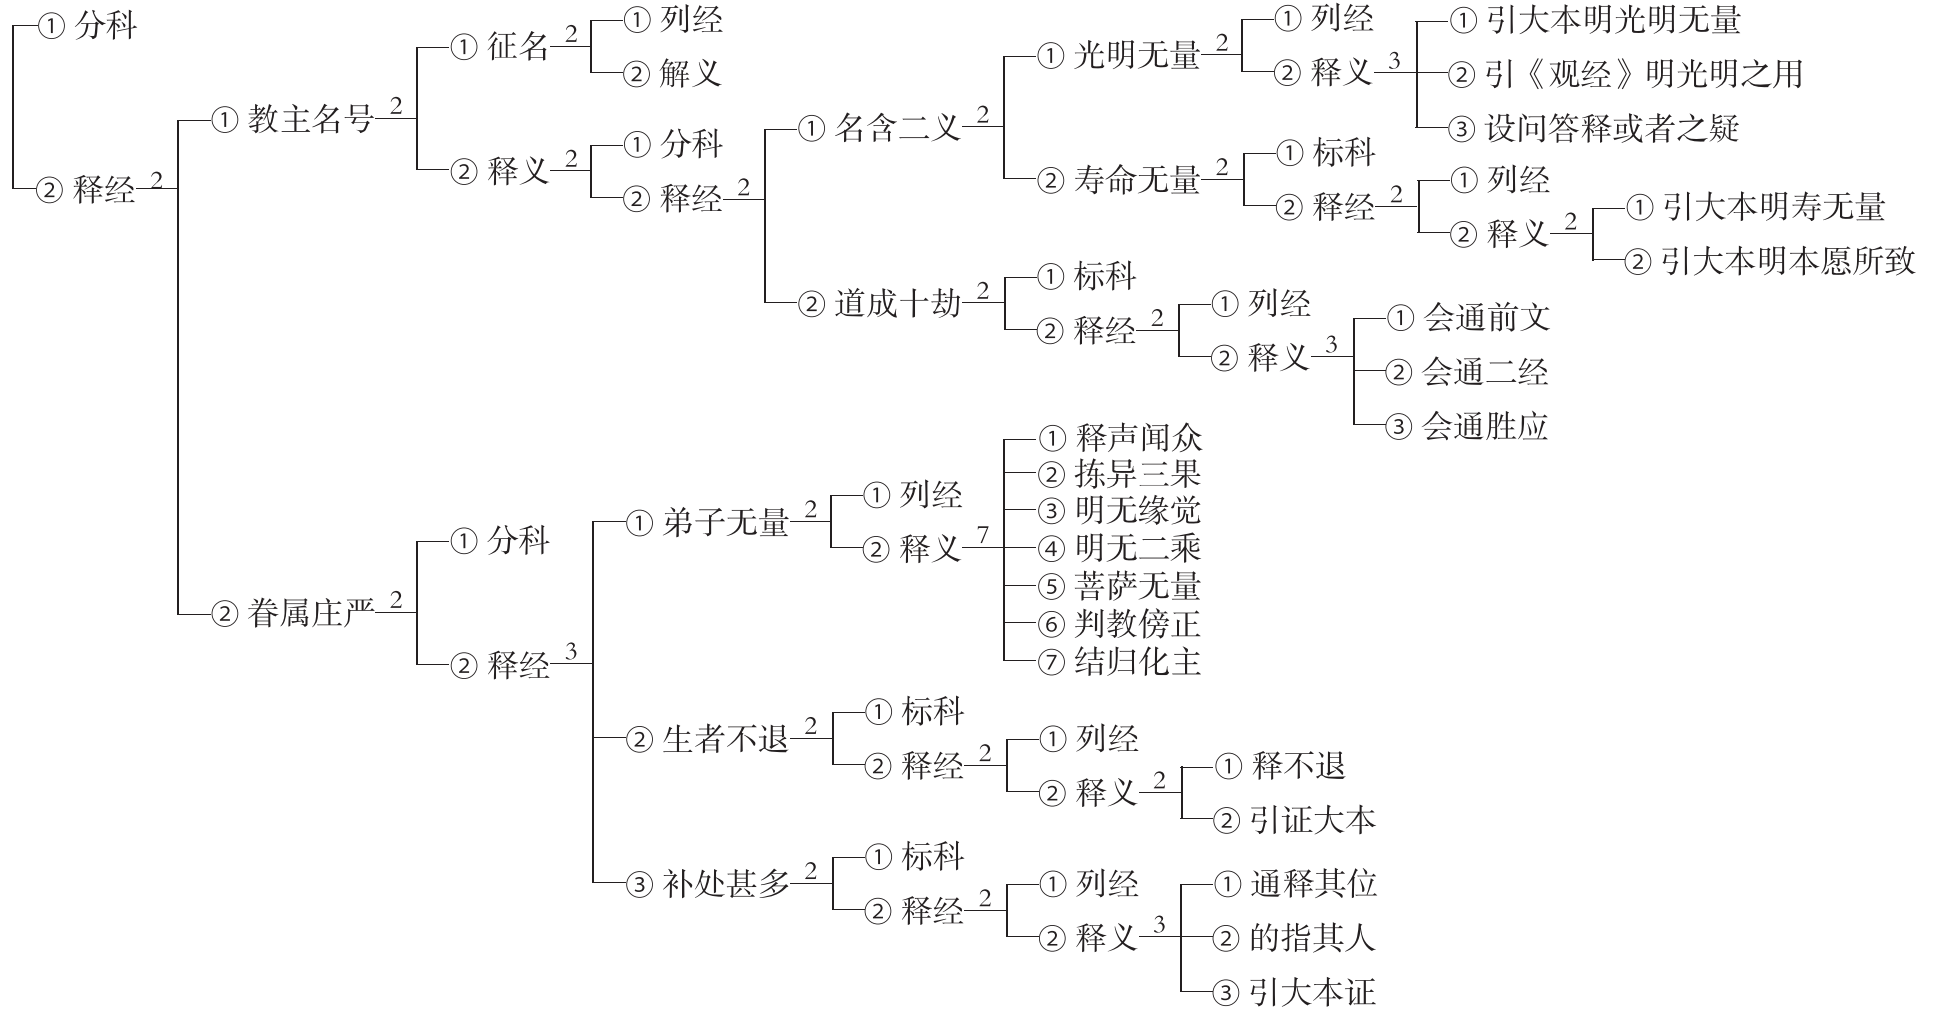 ① 分科
② 释经 2
① 教主名号 2
① 征名 2
① 列经
② 解义
② 释义 2
① 分科
② 释经 2
① 名含二义 2
① 光明无量 2
① 列经
② 释义 3
① 引大本明光明无量
② 引《观经》明光明之用
③ 设问答释或者之疑
② 寿命无量 2
① 标科
② 释经 2
① 列经
② 释义 2
① 引大本明寿无量
② 引大本明本愿所致
② 道成十劫 2
① 标科
② 释经 2
① 列经
② 释义 3
① 会通前文
② 会通二经
③ 会通胜应
② 眷属庄严 2
① 分科
② 释经 3
① 弟子无量 2
① 列经
② 释义 7
① 释声闻众
② 拣异三果
③ 明无缘觉
④ 明无二乘
⑤ 菩萨无量
⑥ 判教傍正
⑦ 结归化主
② 生者不退 2
① 标科
② 释经 2
① 列经
② 释义 2
① 释不退
② 引证大本
③ 补处甚多 2
① 标科
② 释经 2
① 列经
② 释义 3
① 通释其位
② 的指其人
③ 引大本证